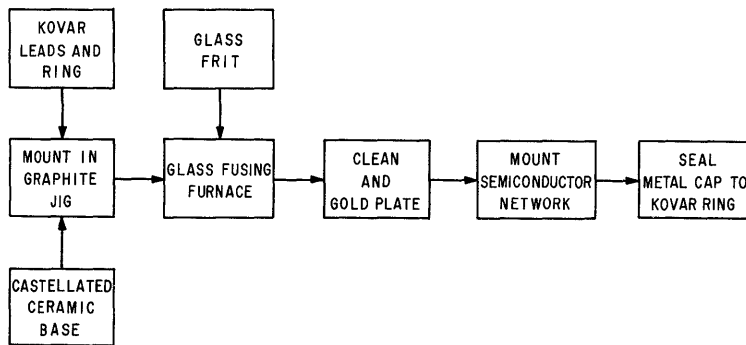 KOVAR
LEADS AND
RING
GLASS
FRIT
MOUNT IN
GRAPHITE
JIG
GLASS FUSING
FURNACE
CLEAN
AND
GOLD PLATE
MOUNT
SEMICONDUCTOR
NETWORK
SEAL
METAL CAP TO
KOVAR RING
CASTELLATED
CERAMIC
BASE